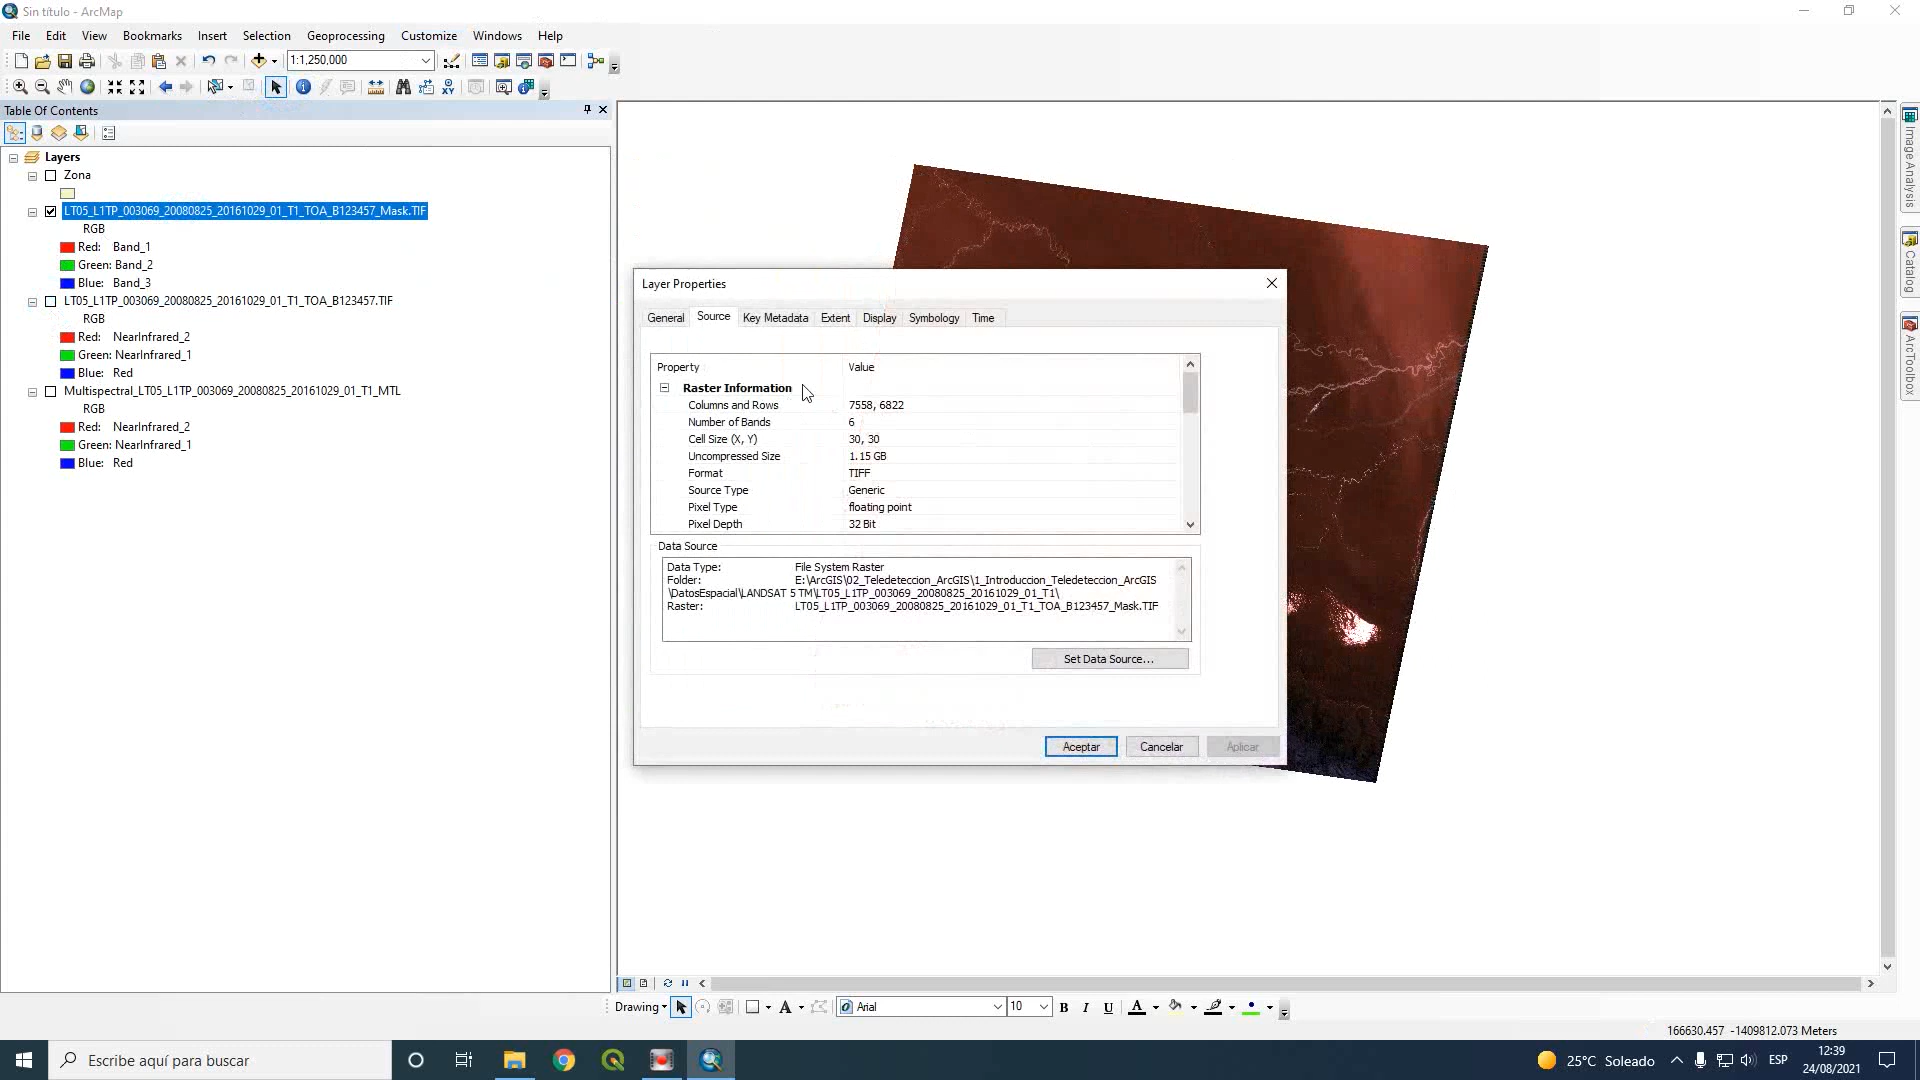 Sin título - ArcMap
File Edit View Bookmarks Insert Selection Geoprocessing Customize Windows Help
1:1,250,000
Table Of Contents
Layers
Zona
LT05_L1TP_003069_20080825_20161029_01_T1_TOA_B123457_Mask.TIF
RGB
Red: Band_1
Green: Band_2
Blue: Band_3
LT05_L1TP_003069_20080825_20161029_01_T1_TOA_B123457.TIF
RGB
Red: NearInfrared_2
Green: NearInfrared_1
Blue: Red
Multispectral_LT05_L1TP_003069_20080825_20161029_01_T1_MTL
RGB
Red: NearInfrared_2
Green: NearInfrared_1
Blue: Red
Layer Properties
General Source Key Metadata Extent Display Symbology Time
Property Value
Raster Information
Columns and Rows 7558, 6822
Number of Bands 6
Cell Size (X, Y) 30, 30
Uncompressed Size 1.15 GB
Format TIFF
Source Type Generic
Pixel Type floating point
Pixel Depth 32 Bit
Data Source
Data Type: File System Raster
Folder: E:\ArcGIS\02_Teledeteccion_ArcGIS\1_Introduccion_Teledeteccion_ArcGIS
\DatosEspacial\LANDSAT 5 TM\LT05_L1TP_003069_20080825_20161029_01_T1\
Raster: LT05_L1TP_003069_20080825_20161029_01_T1_TOA_B123457_Mask.TIF
Set Data Source...
Aceptar Cancelar Aplicar
Image Analysis
Catalog
ArcToolbox
Drawing A Arial 10 B I U A
166630.457 -1409812.073 Meters
Escribe aquí para buscar
25°C Soleado ESP
12:39
24/08/2021